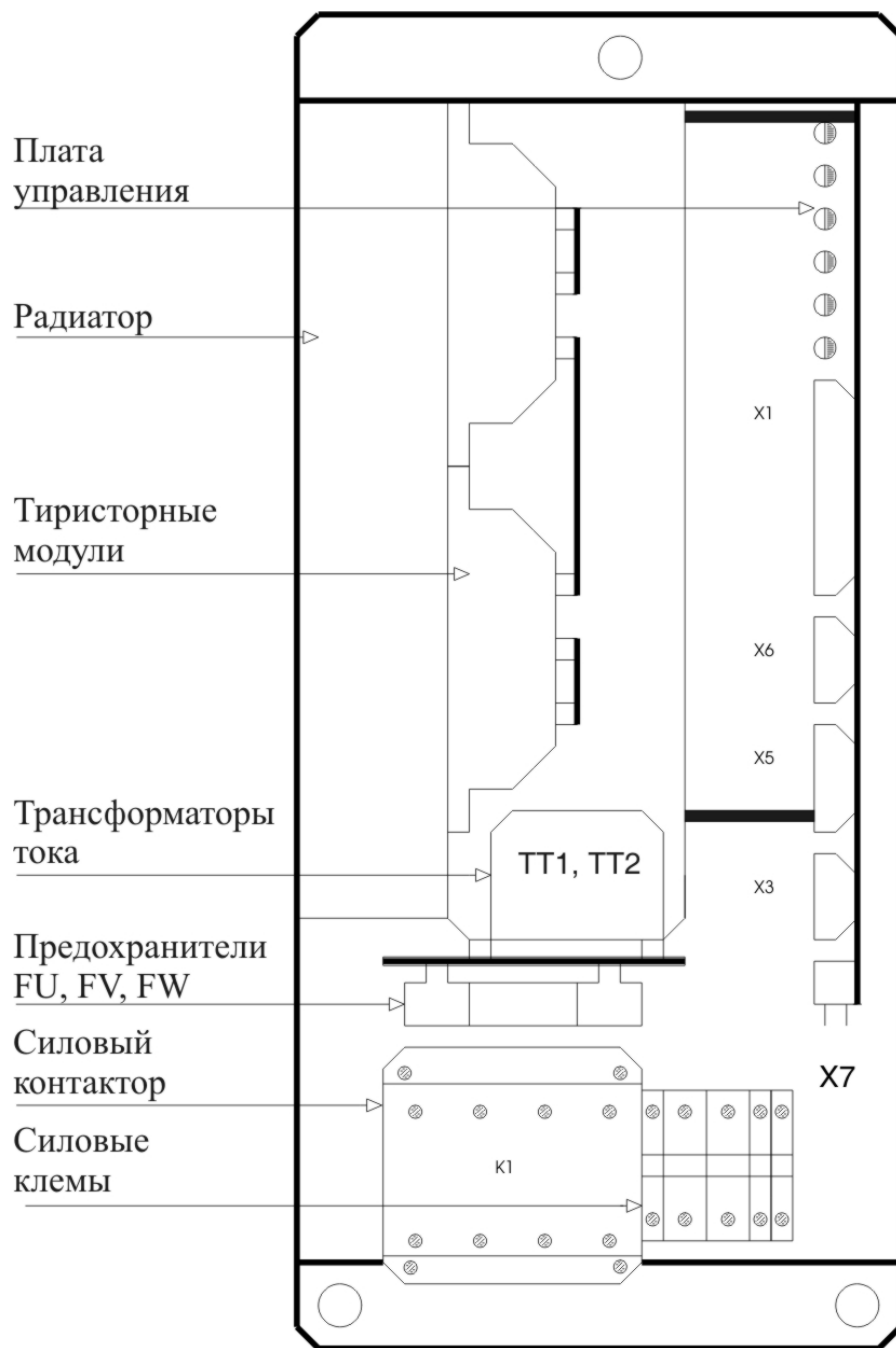 Плата
управления
Радиатор
X1
Тиристорные
модули
X6
X5
Трансформаторы
тока
TT1, TT2
X3
Предохранители
FU, FV, FW
Силовый
контактор
X7
Силовые
клемы
K1